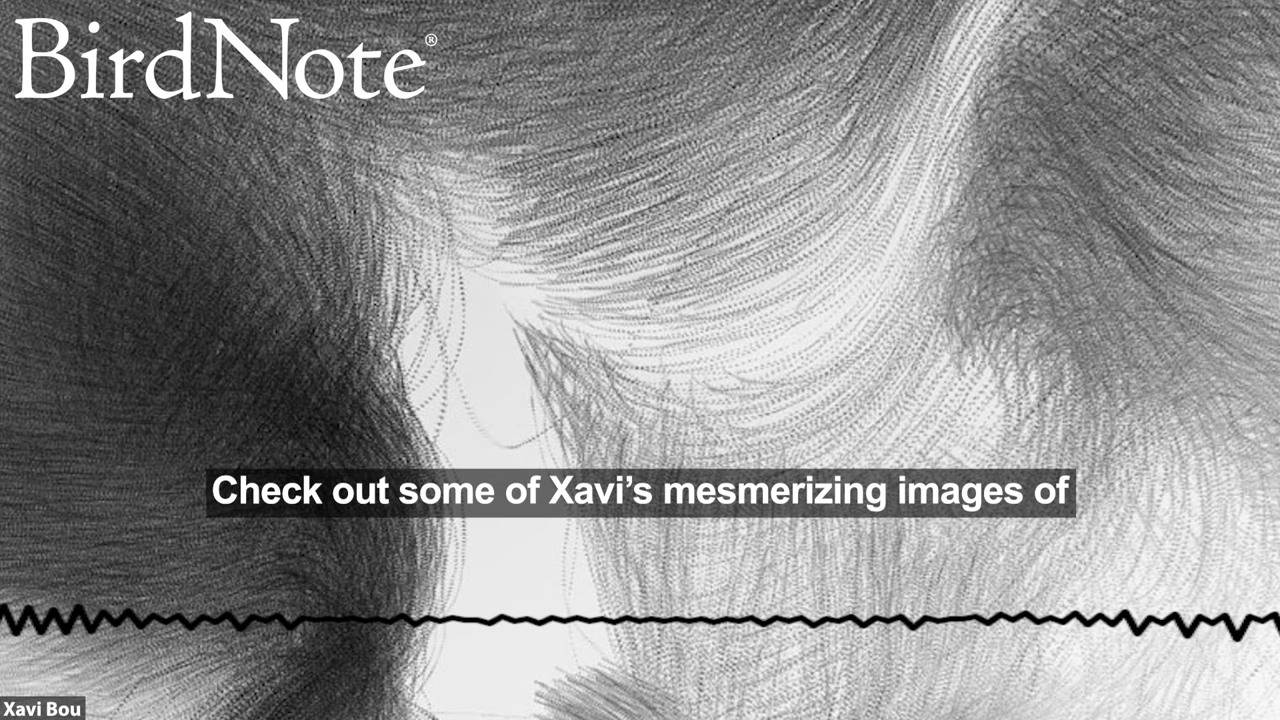 BirdNote®
Check out some of Xavi’s mesmerizing images of
Xavi Bou